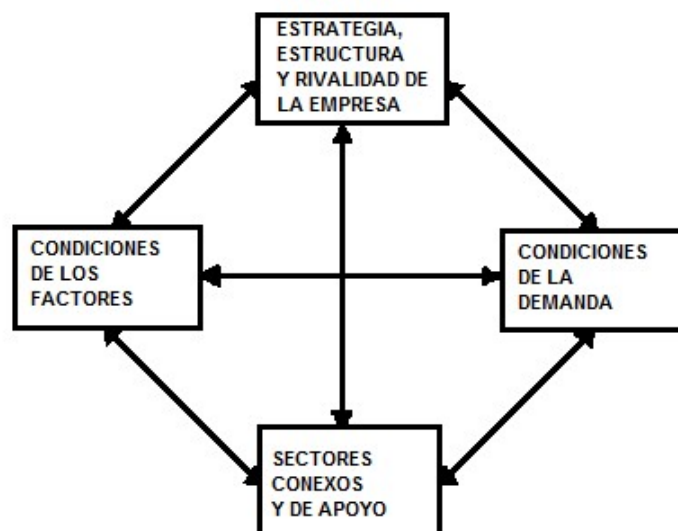 ESTRATEGIA,
ESTRUCTURA
Y RIVALIDAD DE
LA EMPRESA
CONDICIONES
DE LOS
FACTORES
CONDICIONES
DE LA
DEMANDA
SECTORES
CONEXOS
Y DE APOYO